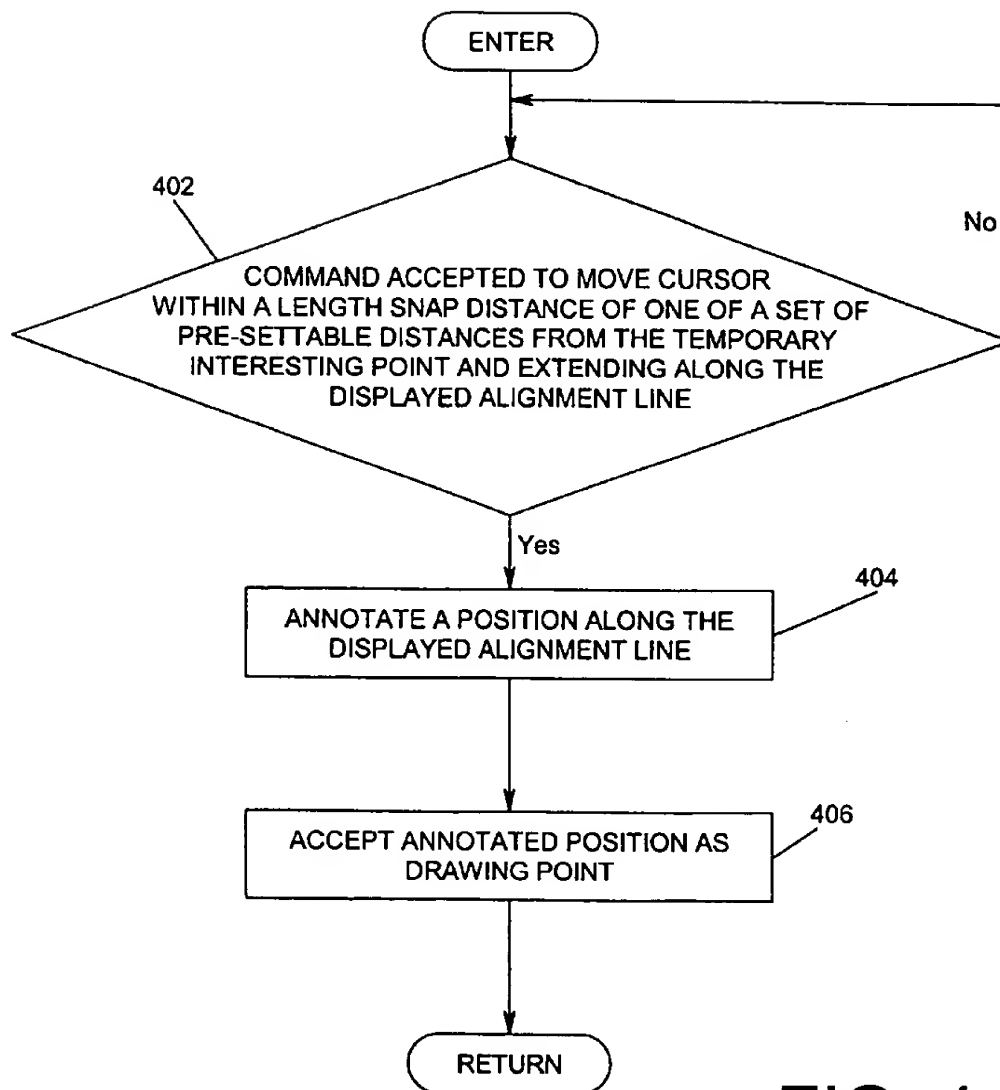 ENTER
402
No
COMMAND ACCEPTED TO MOVE CURSOR
WITHIN A LENGTH SNAP DISTANCE OF ONE OF A SET OF
PRE-SETTABLE DISTANCES FROM THE TEMPORARY
INTERESTING POINT AND EXTENDING ALONG THE
DISPLAYED ALIGNMENT LINE
Yes
404
ANNOTATE A POSITION ALONG THE
DISPLAYED ALIGNMENT LINE
406
ACCEPT ANNOTATED POSITION AS
DRAWING POINT
RETURN